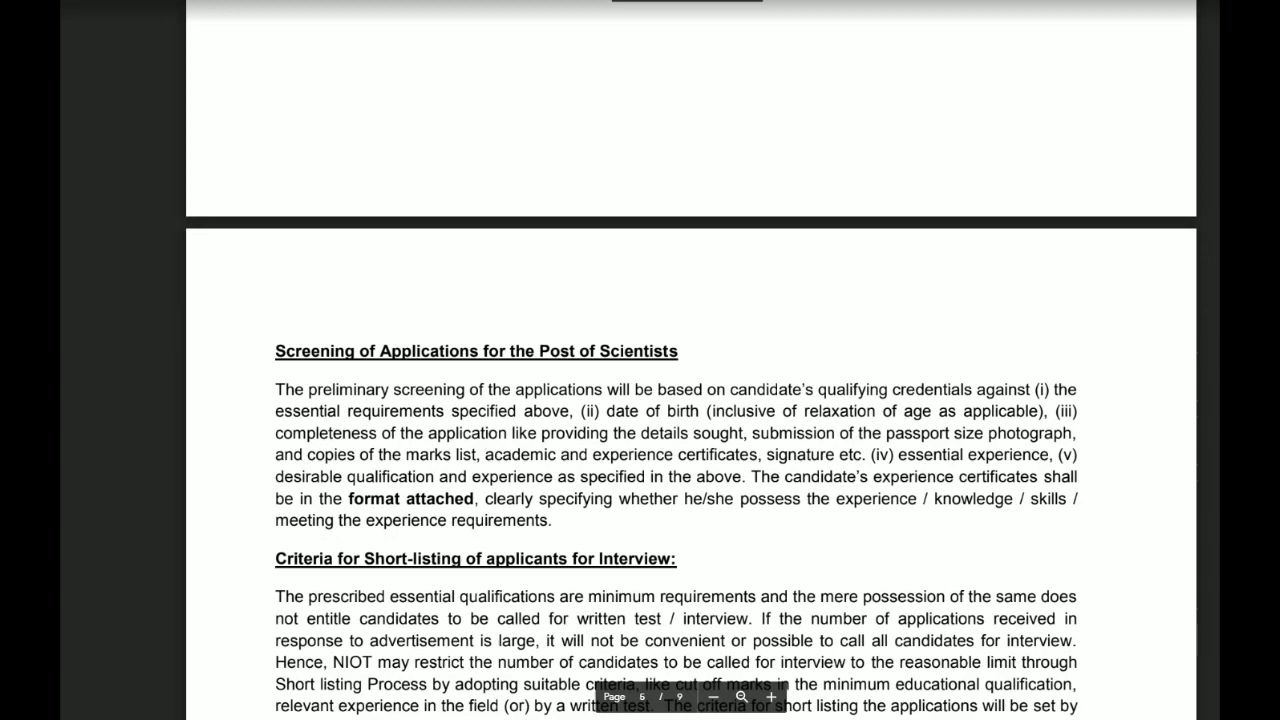 Screening of Applications for the Post of Scientists
The preliminary screening of the applications will be based on candidate's qualifying credentials against (i) the
essential requirements specified above, (ii) date of birth (inclusive of relaxation of age as applicable), (iii)
completeness of the application like providing the details sought, submission of the passport size photograph,
and copies of the marks list, academic and experience certificates, signature etc. (iv) essential experience, (v)
desirable qualification and experience as specified in the above. The candidate's experience certificates shall
be in the format attached, clearly specifying whether he/she possess the experience / knowledge / skills /
meeting the experience requirements.
Criteria for Short-listing of applicants for Interview:
The prescribed essential qualifications are minimum requirements and the mere possession of the same does
not entitle candidates to be called for written test / interview. If the number of applications received in
response to advertisement is large, it will not be convenient or possible to call all candidates for interview.
Hence, NIOT may restrict the number of candidates to be called for interview to the reasonable limit through
Short listing Process by adopting suitable criteria, like cut off marks in the minimum educational qualification,
relevant experience in the field (or) by a written test. The criteria for short listing the applications will be set by
Page 5 / 9